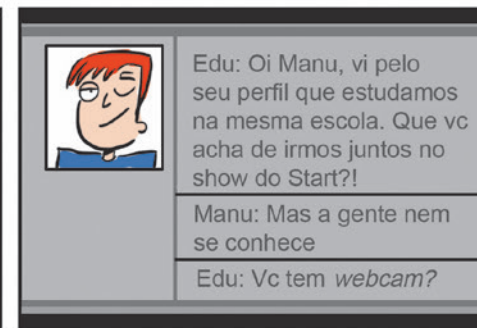 Edu: Oi Manu, vi pelo
seu perfil que estudamos
na mesma escola. Que vc
acha de irmos juntos no
show do Start?!
Manu: Mas a gente nem
se conhece
Edu: Vc tem webcam?